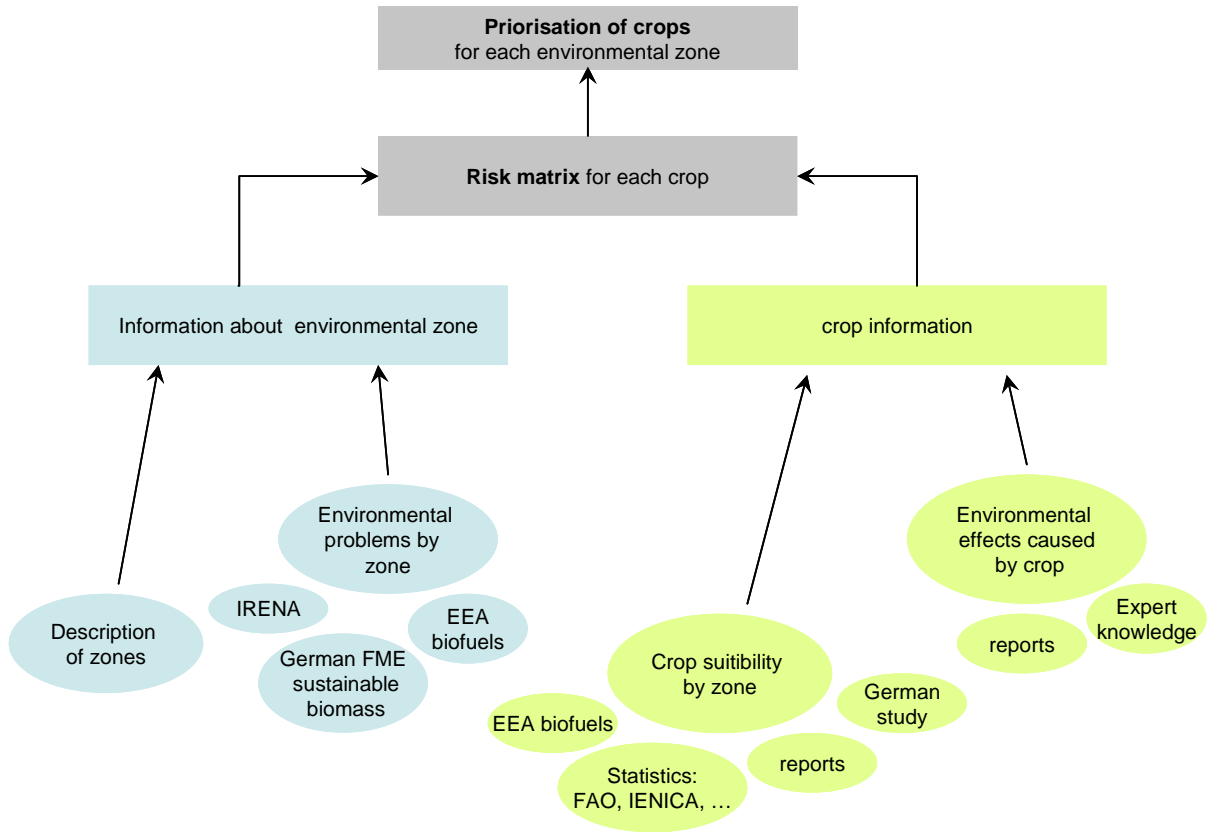 Priorisation of crops
for each environmental zone
Risk matrix for each crop
Information about environmental zone
crop information
Environmental
problems by
zone
IRENA
EEA
biofuels
Description
of zones
German FME
sustainable
biomass
Environmental
effects caused
by crop
Expert
knowledge
reports
Crop suitibility
by zone
German
study
EEA biofuels
reports
Statistics:
FAO, IENICA, …